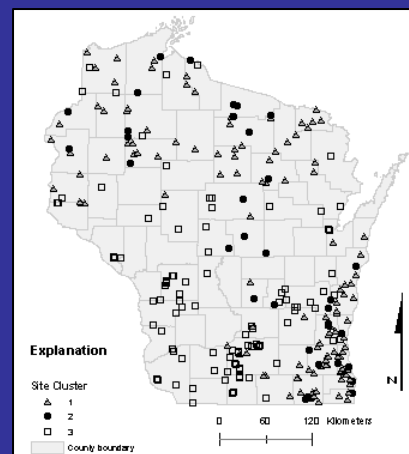 Explanation
Site Cluster
1
2
3
County boundary
0 60 120 Kilometers
N